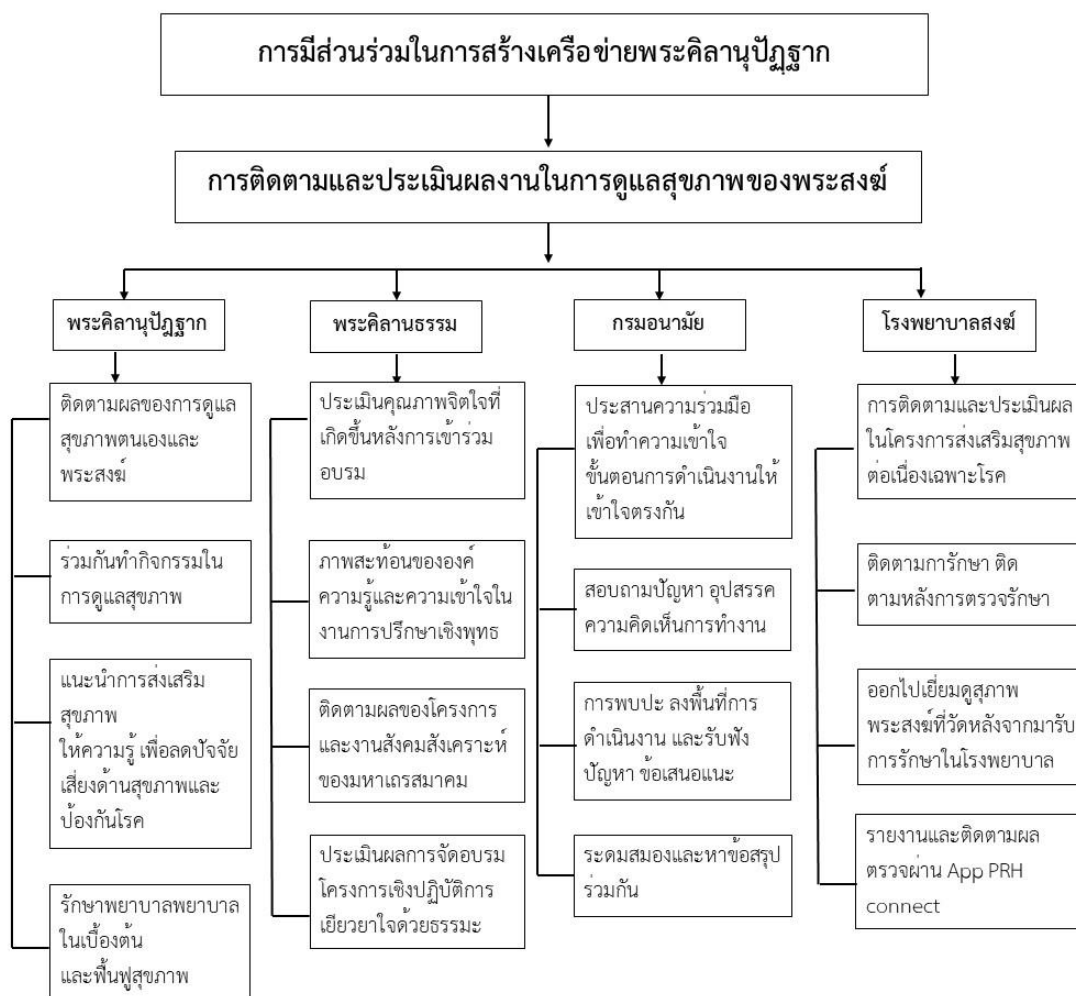 การมีส่วนร่วมในการสร้างเครือข่ายพระคิลานุปัฏฐาก
การติดตามและประเมินผลงานในการดูแลสุขภาพของพระสงฆ์
พระคิลานุปัฏฐาก
ติดตามผลของการดูแล
สุขภาพตนเองและ
พระสงฆ์
ร่วมกันทำกิจกรรมใน
การดูแลสุขภาพ
แนะนำการส่งเสริม
สุขภาพ
ให้ความรู้ เพื่อลดปัจจัย
เสี่ยงด้านสุขภาพและ
ป้องกันโรค
รักษาพยาบาลพยาบาล
ในเบื้องต้น
และฟื้นฟูสุขภาพ
พระคิลานธรรม
ประเมินคุณภาพจิตใจที่
เกิดขึ้นหลังการเข้าร่วม
อบรม
ภาพสะท้อนขององค์
ความรู้และความเข้าใจใน
งานการปรึกษาเชิงพุทธ
ติดตามผลของโครงการ
และงานสังคมสังเคราะห์
ของมหาเถรสมาคม
ประเมินผลการจัดอบรม
โครงการเชิงปฏิบัติการ
เยียวยาใจด้วยธรรมะ
กรมอนามัย
ประสานความร่วมมือ
เพื่อทำความเข้าใจ
ขั้นตอนการดำเนินงานให้
เข้าใจตรงกัน
สอบถามปัญหา อุปสรรค
ความคิดเห็นการทำงาน
การพบปะ ลงพื้นที่การ
ดำเนินงาน และรับฟัง
ปัญหา ข้อเสนอแนะ
ระดมสมองและหาข้อสรุป
ร่วมกัน
โรงพยาบาลสงฆ์
การติดตามและประเมินผล
ในโครงการส่งเสริมสุขภาพ
ต่อเนื่องเฉพาะโรค
ติดตามการักษา ติด
ตามหลังการตรวจรักษา
ออกไปเยี่ยมดูสุภาพ
พระสงฆ์ที่วัดหลังจากมารับ
การรักษาในโรงพยาบาล
รายงานและติดตามผล
ตรวจผ่าน App PRH
connect